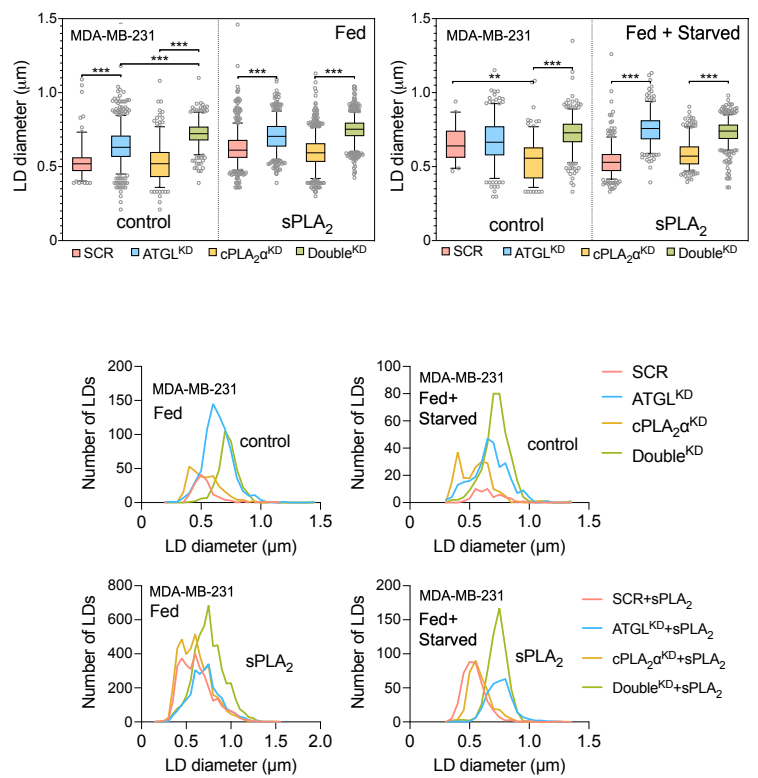 MDA-MB-231
Fed
LD diameter (µm)
1.5
1.0
0.5
0
***
***
***
***
***
***
control
sPLA₂
SCR
ATGLᴷᴰ
cPLA₂αᴷᴰ
Doubleᴷᴰ
MDA-MB-231
Fed + Starved
LD diameter (µm)
1.5
1.0
0.5
0
**
***
***
***
control
sPLA₂
SCR
ATGLᴷᴰ
cPLA₂αᴷᴰ
Doubleᴷᴰ
MDA-MB-231
Fed
control
Number of LDs
200
150
100
50
0
0 0.5 1.0 1.5
LD diameter (µm)
MDA-MB-231
Fed+
Starved
control
Number of LDs
100
80
60
40
20
0
0 0.5 1.0 1.5
LD diameter (µm)
SCR
ATGLᴷᴰ
cPLA₂αᴷᴰ
Doubleᴷᴰ
MDA-MB-231
Fed
sPLA₂
Number of LDs
800
600
400
200
0
0 0.5 1.0 1.5 2.0
LD diameter (µm)
MDA-MB-231
Fed+
Starved
sPLA₂
Number of LDs
200
150
100
50
0
0 0.5 1.0 1.5
LD diameter (µm)
SCR+sPLA₂
ATGLᴷᴰ+sPLA₂
cPLA₂αᴷᴰ+sPLA₂
Doubleᴷᴰ+sPLA₂